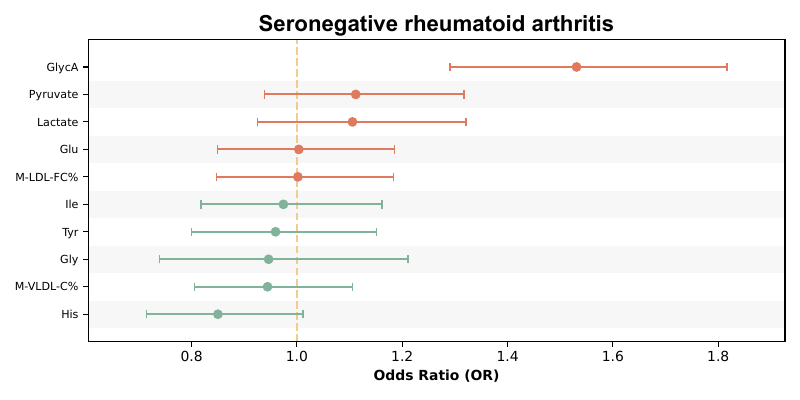 Seronegative rheumatoid arthritis
GlycA
Pyruvate
Lactate
Glu
M-LDL-FC%
Ile
Tyr
Gly
M-VLDL-C%
His
0.8 1.0 1.2 1.4 1.6 1.8
Odds Ratio (OR)